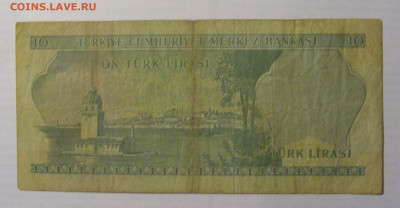 COINS.LAVE.RU
10 TÜRKİYE CUMHURİYET MERKEZ BANKASI 10
ON TÜRK LİRASI
TÜRK LİRASI